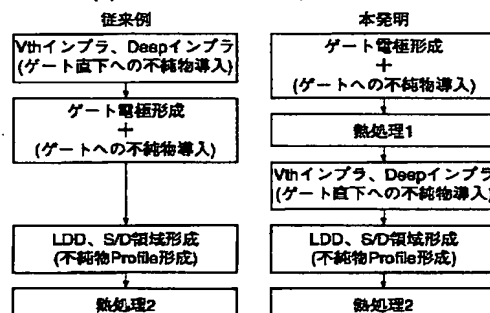 従来例
Vthインプラ、Deepインプラ
(ゲート直下への不純物導入)
ゲート電極形成
+
(ゲートへの不純物導入)
LDD、S/D領域形成
(不純物Profile形成)
熱処理2
本発明
ゲート電極形成
+
(ゲートへの不純物導入)
熱処理1
Vthインプラ、Deepインプラ
(ゲート直下への不純物導入)
LDD、S/D領域形成
(不純物Profile形成)
熱処理2